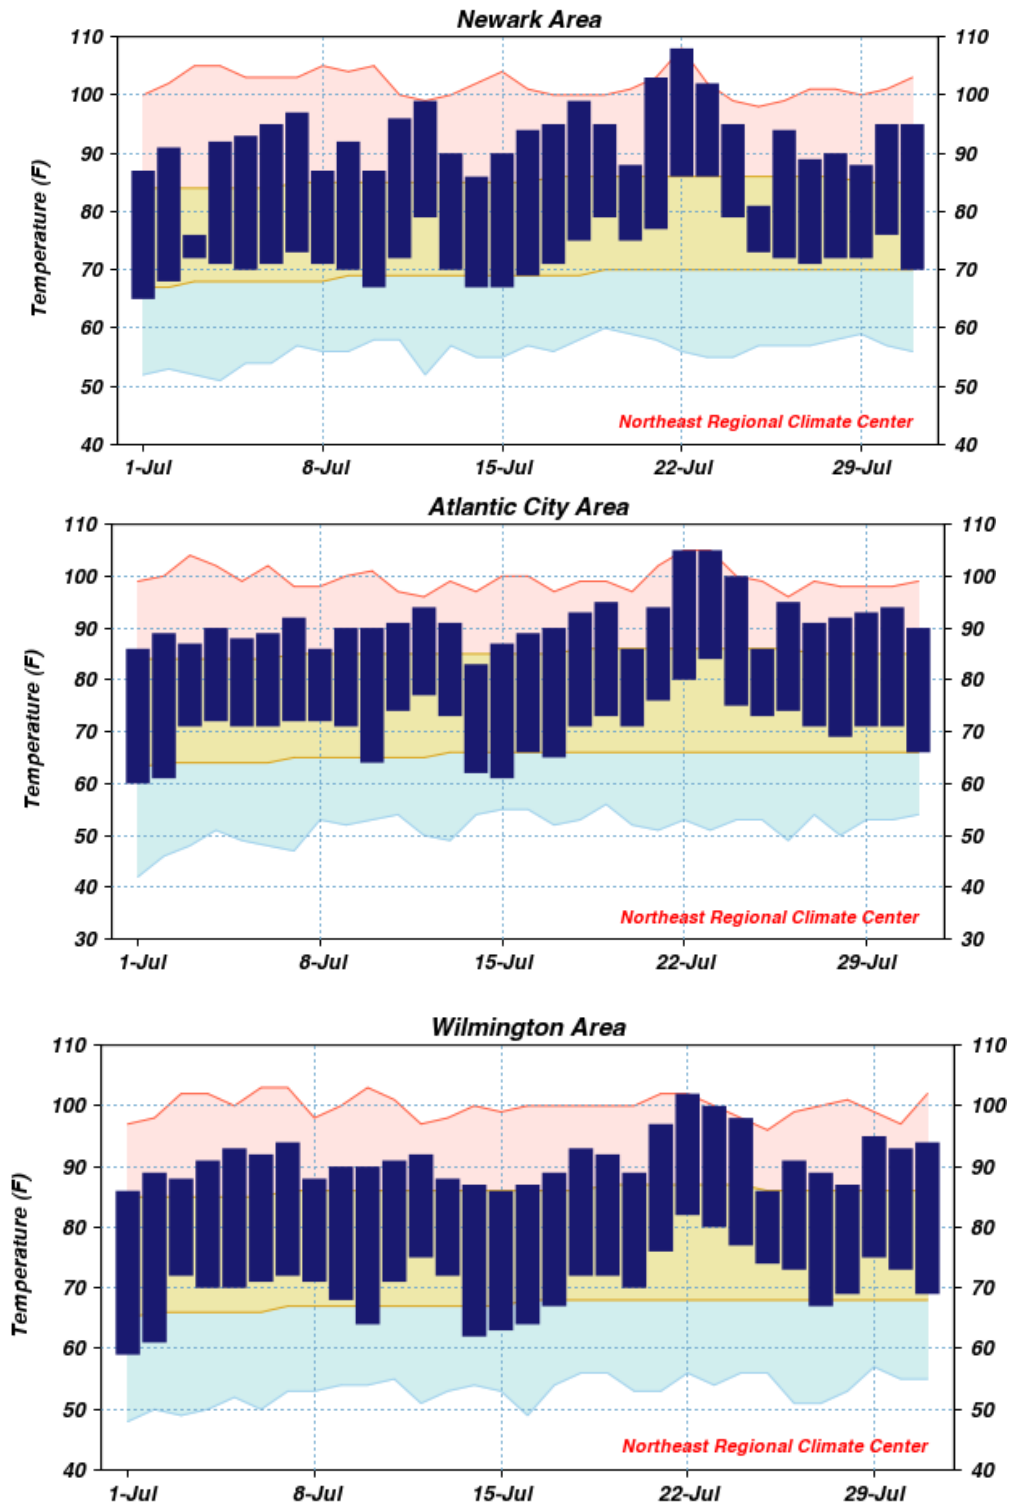 Newark Area
110 110
100 100
90 90
80 80
70 70
60 60
50 50
40 40
Temperature (F)
Northeast Regional Climate Center
1-Jul 8-Jul 15-Jul 22-Jul 29-Jul
Atlantic City Area
110 110
100 100
90 90
80 80
70 70
60 60
50 50
40 40
30 30
Temperature (F)
Northeast Regional Climate Center
1-Jul 8-Jul 15-Jul 22-Jul 29-Jul
Wilmington Area
110 110
100 100
90 90
80 80
70 70
60 60
50 50
40 40
Temperature (F)
Northeast Regional Climate Center
1-Jul 8-Jul 15-Jul 22-Jul 29-Jul